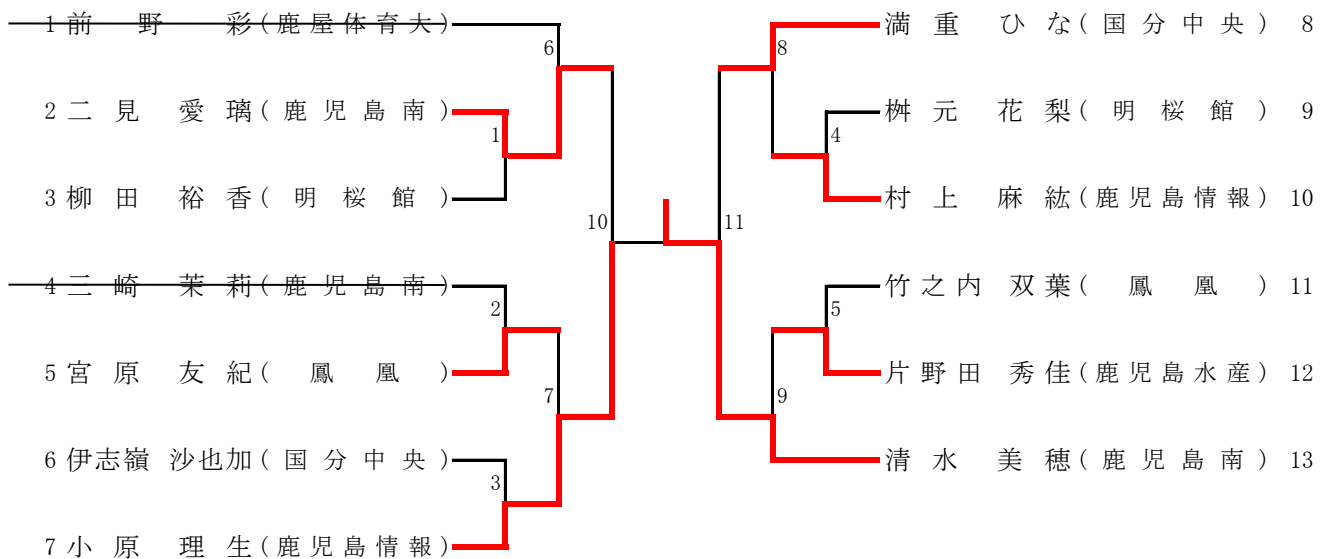 1 前野 彩(鹿屋体育大)
2 二見 愛璃(鹿児島南)
3 柳田 裕香(明桜館)
4 三崎 茉莉(鹿児島南)
5 宮原 友紀(鳳凰)
6 伊志嶺 沙也加(国分中央)
7 小原 理生(鹿児島情報)
6
1
10
2
7
3
8
4
11
5
9
満重 ひな(国分中央) 8
桝元 花梨(明桜館) 9
村上 麻紘(鹿児島情報) 10
竹之内 双葉(鳳凰) 11
片野田 秀佳(鹿児島水産) 12
清水 美穂(鹿児島南) 13